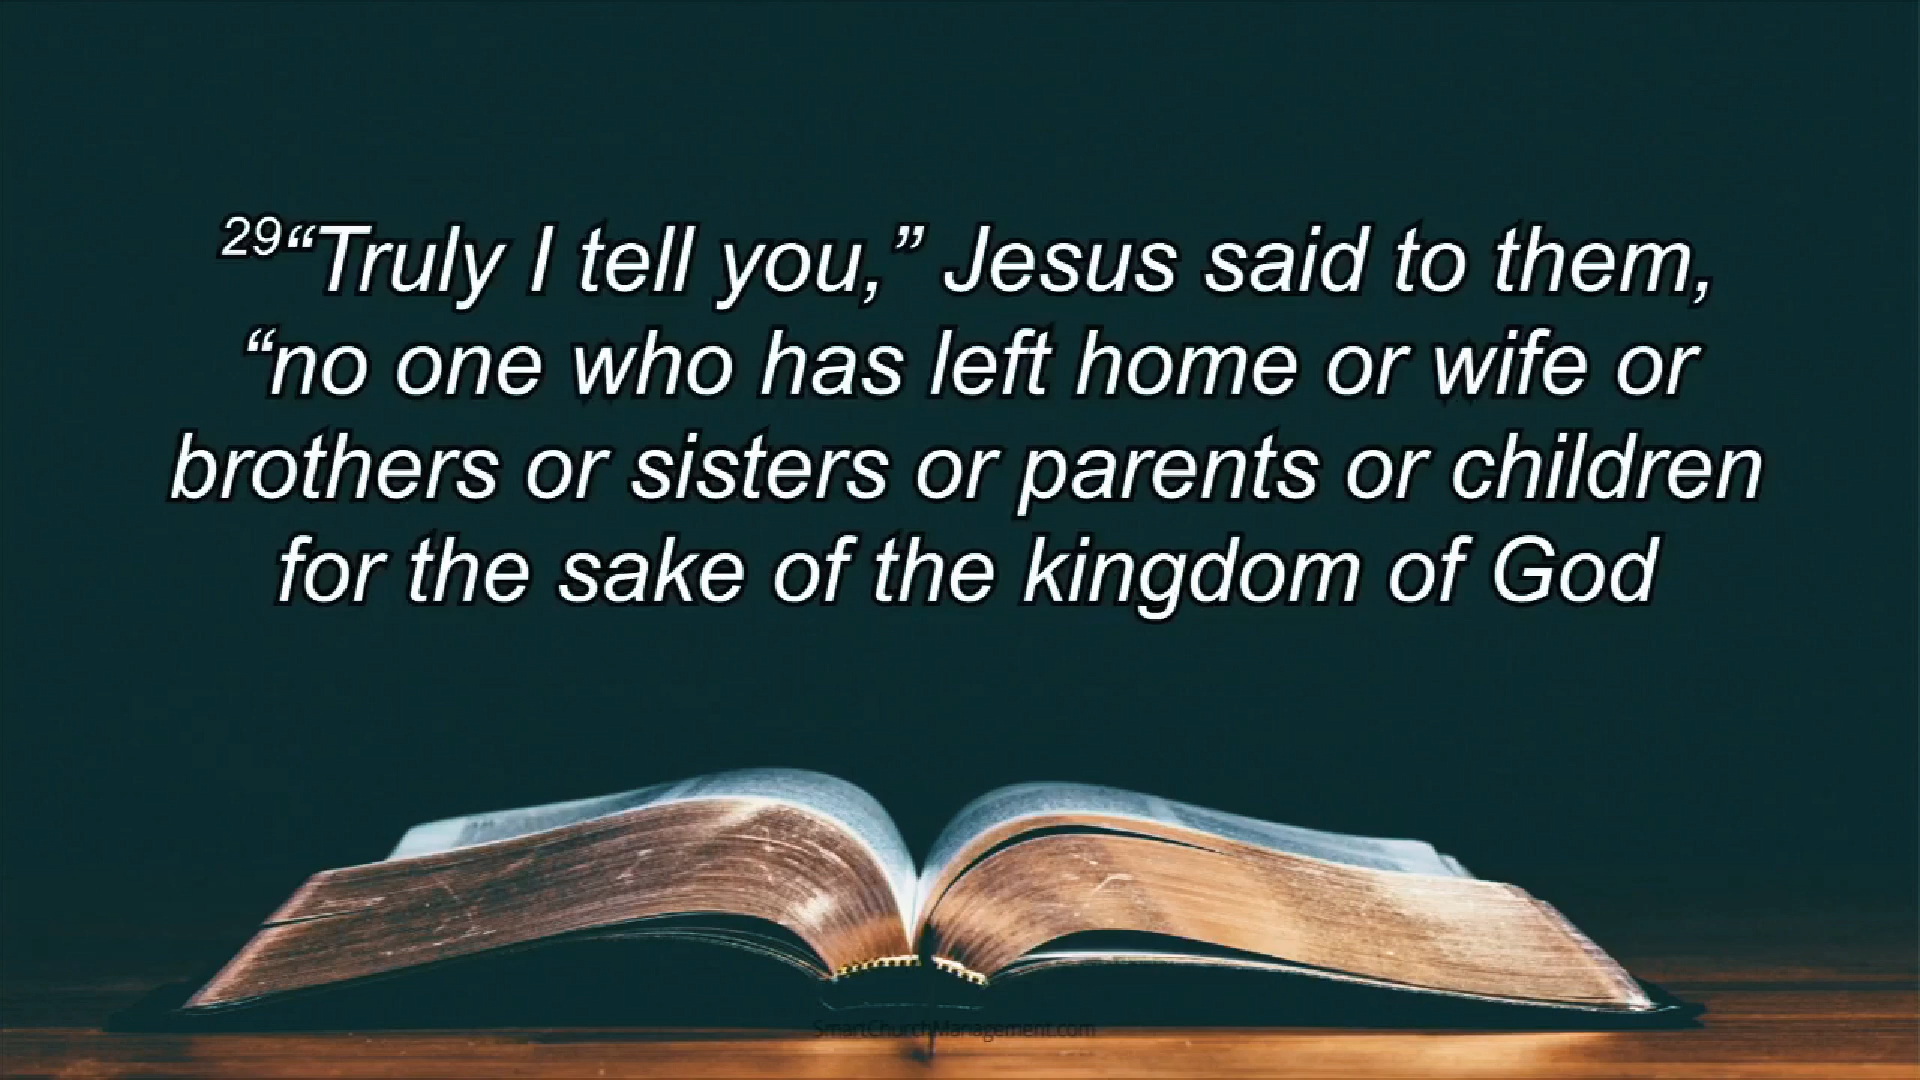 29“Truly I tell you,” Jesus said to them,
“no one who has left home or wife or
brothers or sisters or parents or children
for the sake of the kingdom of God
SmartChurchManagement.com